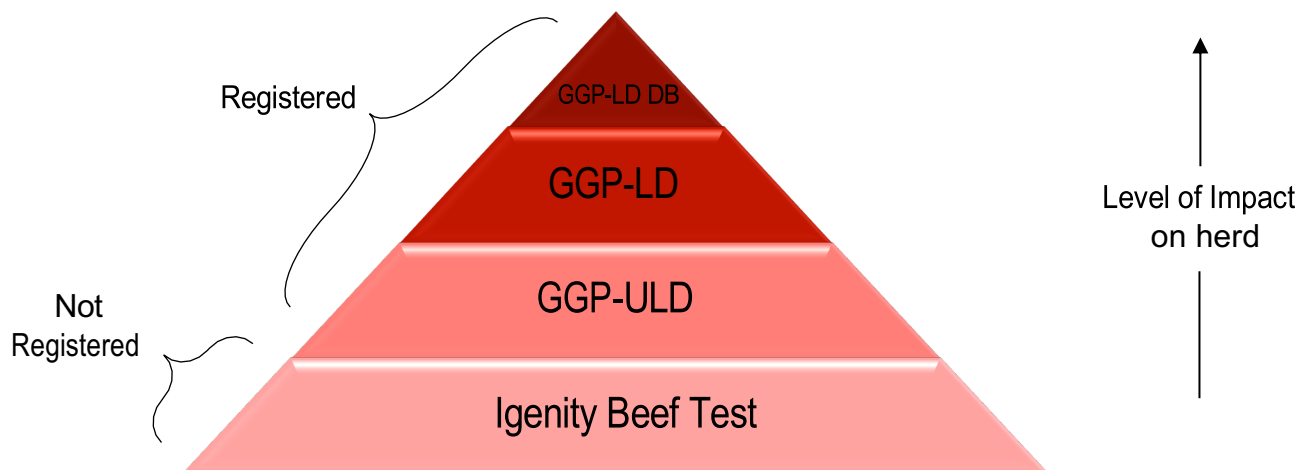 Registered
GGP-LD DB
GGP-LD
Level of Impact
on herd
GGP-ULD
Not
Registered
Igenity Beef Test